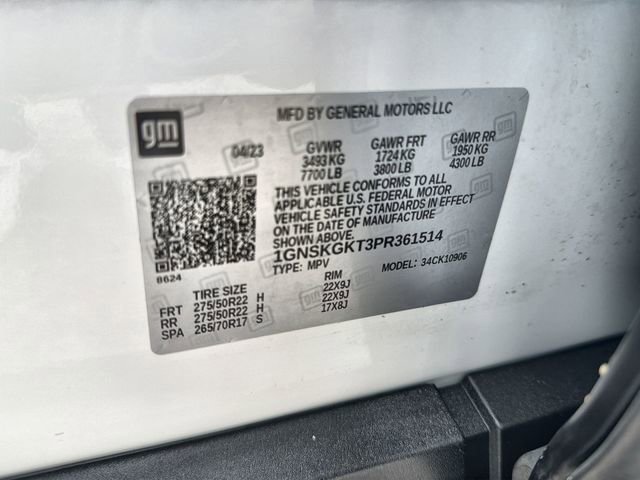 gm
MFD BY GENERAL MOTORS LLC
04/23
GVWR GAWR FRT GAWR RR
3493 KG 1724 KG 1950 KG
7700 LB 3800 LB 4300 LB
THIS VEHICLE CONFORMS TO ALL
APPLICABLE U.S. FEDERAL MOTOR
VEHICLE SAFETY STANDARDS IN EFFECT
ON THE DATE OF MANUFACTURE
SHOWN ABOVE.
1GNSKGKT3PR361514
8624
TYPE: MPV MODEL: 34CK10906
TIRE SIZE RIM
FRT 275/50R22 H 22X9J
RR 275/50R22 H 22X9J
SPA 265/70R17 S 17X8J